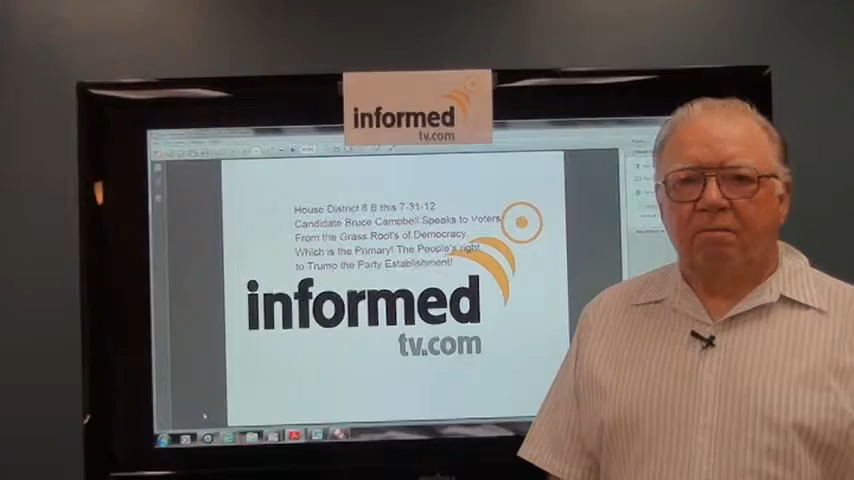 informed
tv.com
House District 8 B this 7-31-12
Candidate Bruce Campbell Speaks to Voters
From the Grass Root's of Democracy.
Which is the Primary! The People's right
to Trump the Party Establishment!
informed
tv.com